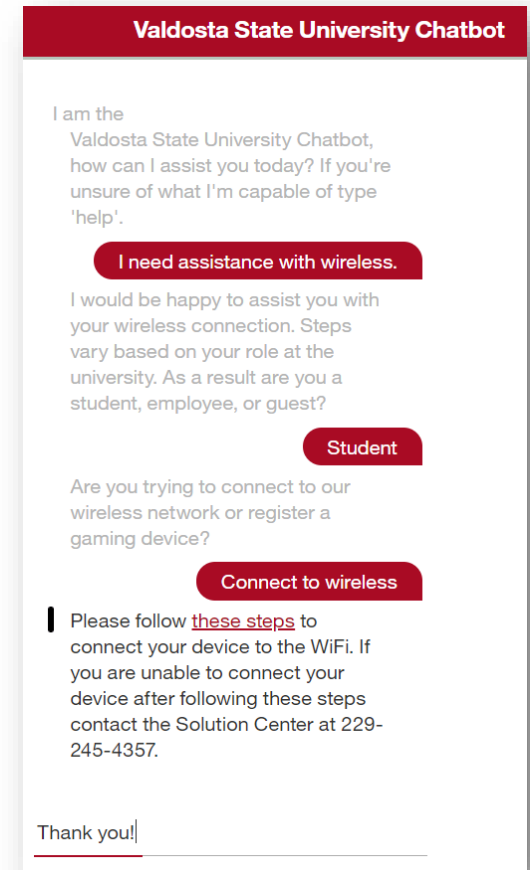 Valdosta State University Chatbot
I am the
Valdosta State University Chatbot,
how can I assist you today? If you're
unsure of what I'm capable of type
'help'.
I need assistance with wireless.
I would be happy to assist you with
your wireless connection. Steps
vary based on your role at the
university. As a result are you a
student, employee, or guest?
Student
Are you trying to connect to our
wireless network or register a
gaming device?
Connect to wireless
Please follow these steps to
connect your device to the WiFi. If
you are unable to connect your
device after following these steps
contact the Solution Center at 229-
245-4357.
Thank you!